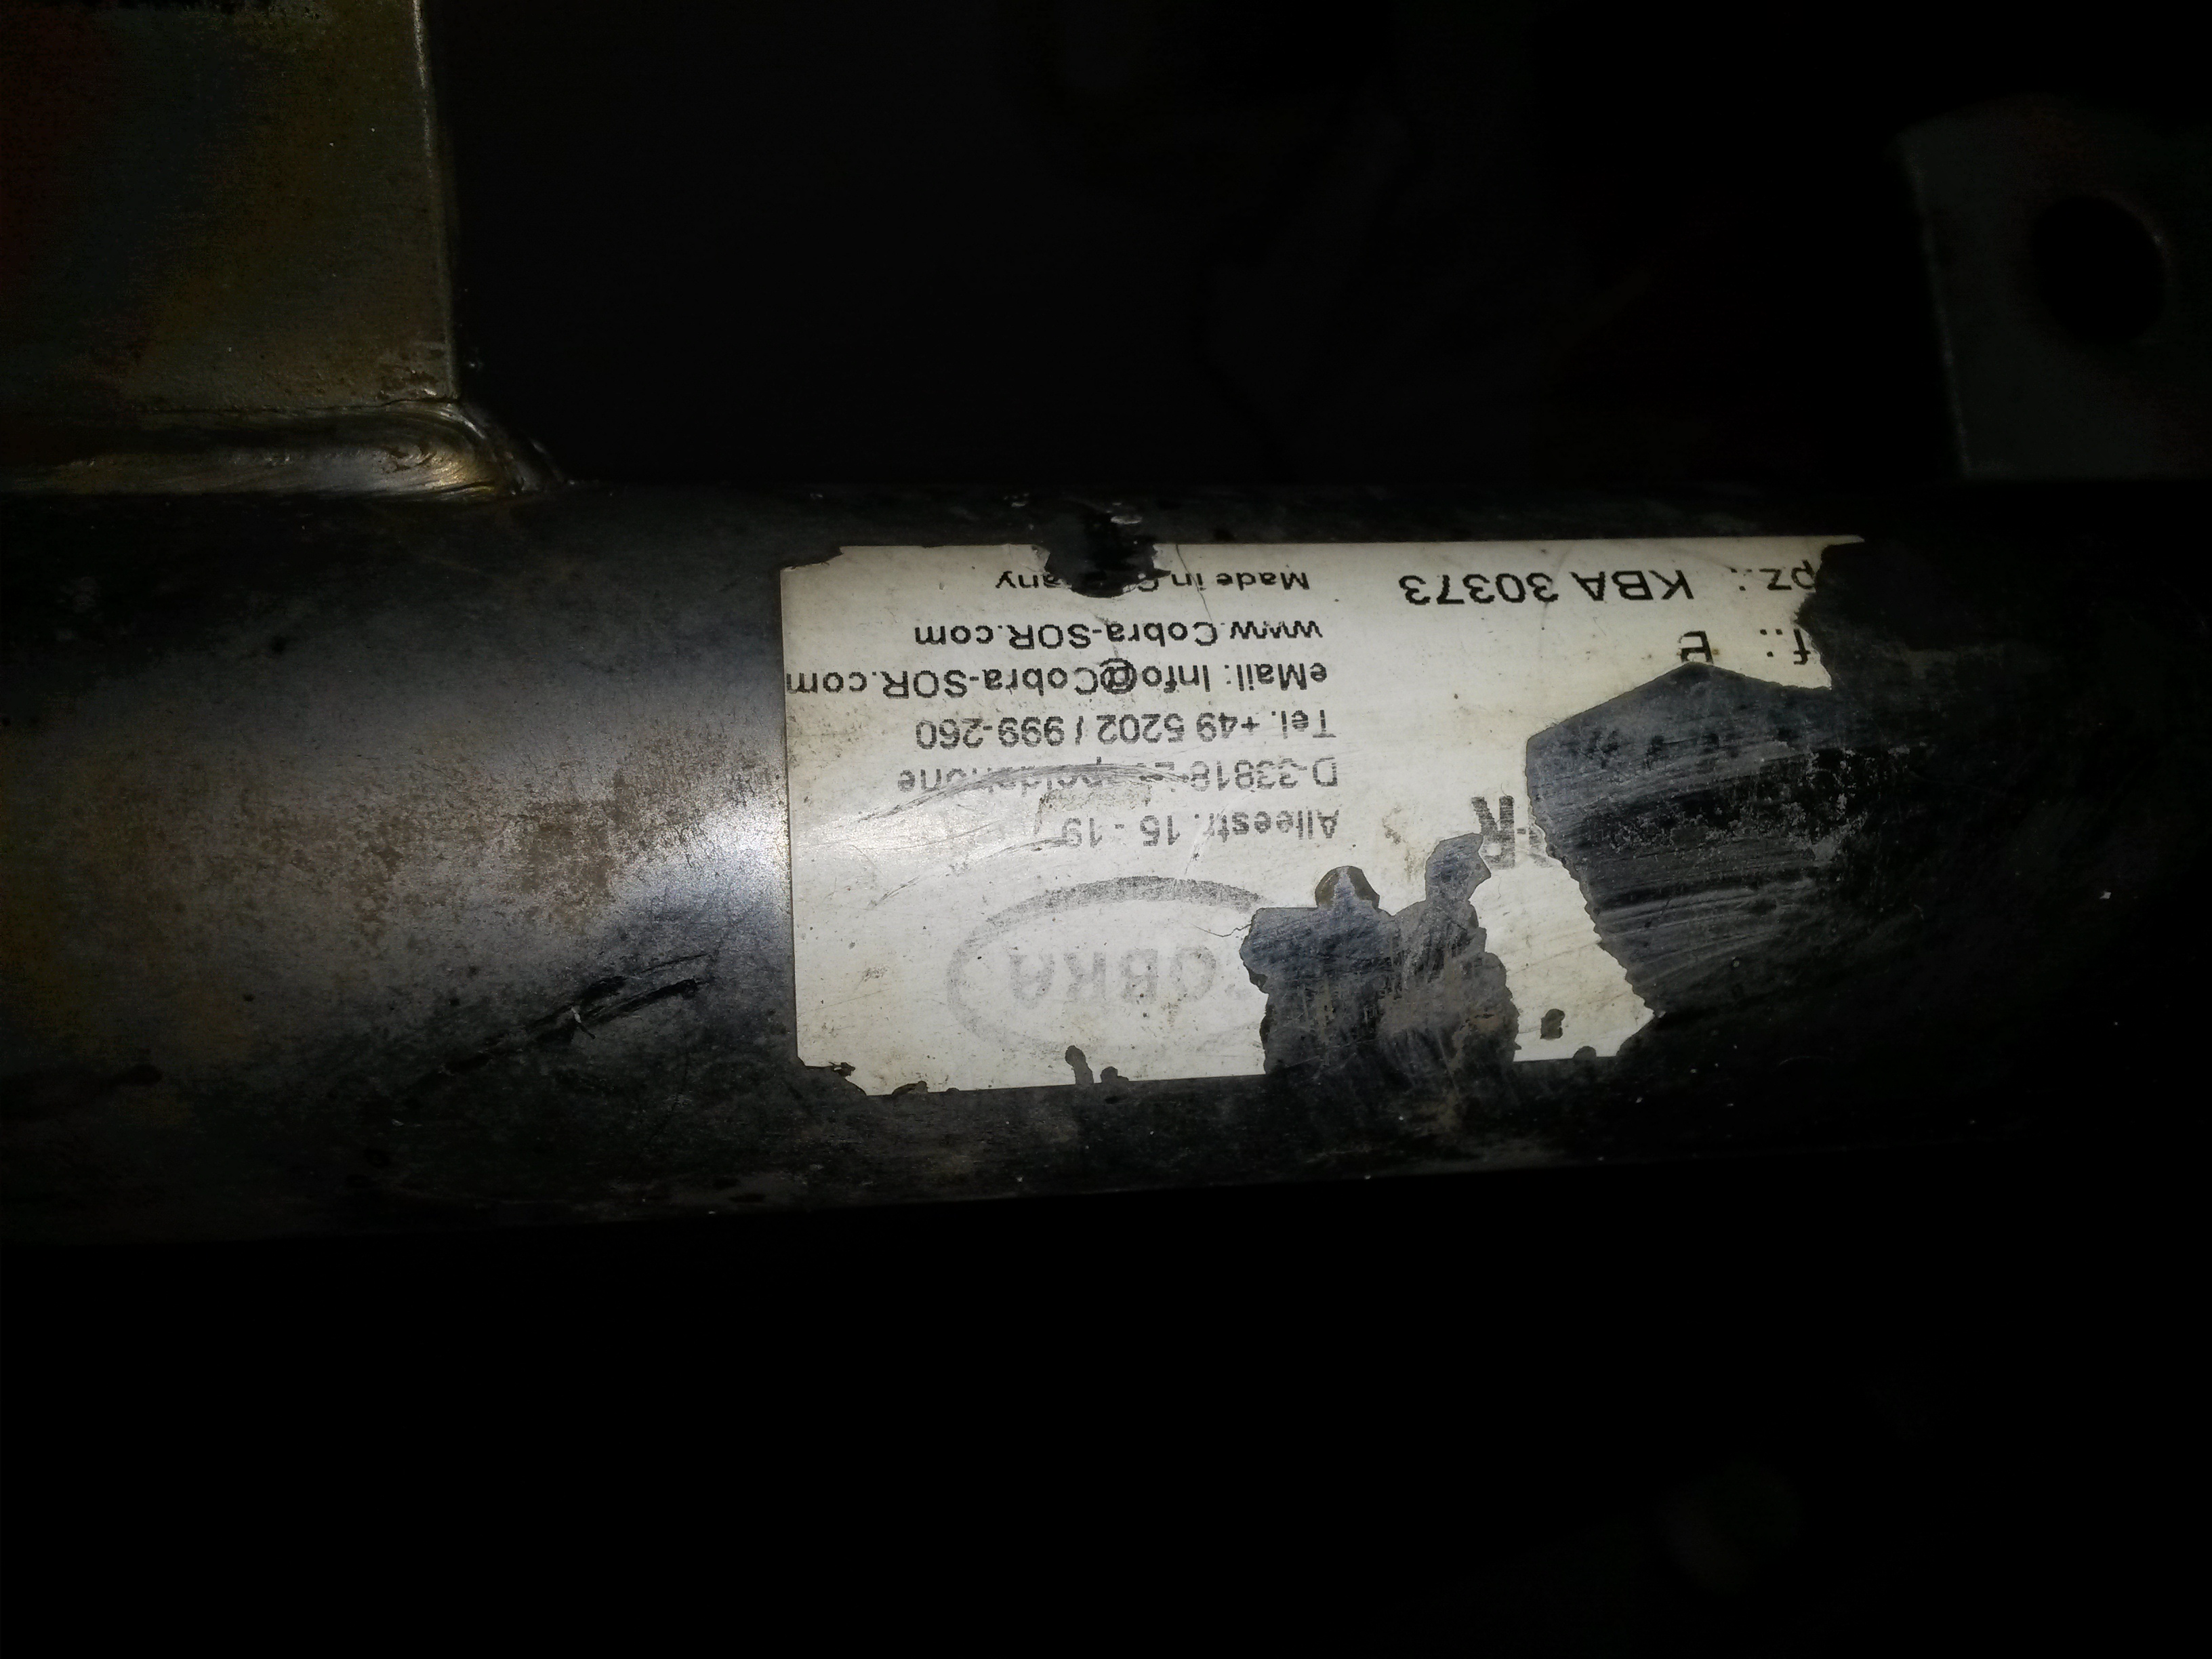 COBRA
Alleestr. 15 - 19
Tel. +49 5202 / 999-260
eMail: Info@Cobra-SOR.com
www.Cobra-SOR.com
Made in
-R
f.: E
pz.: KBA 30373